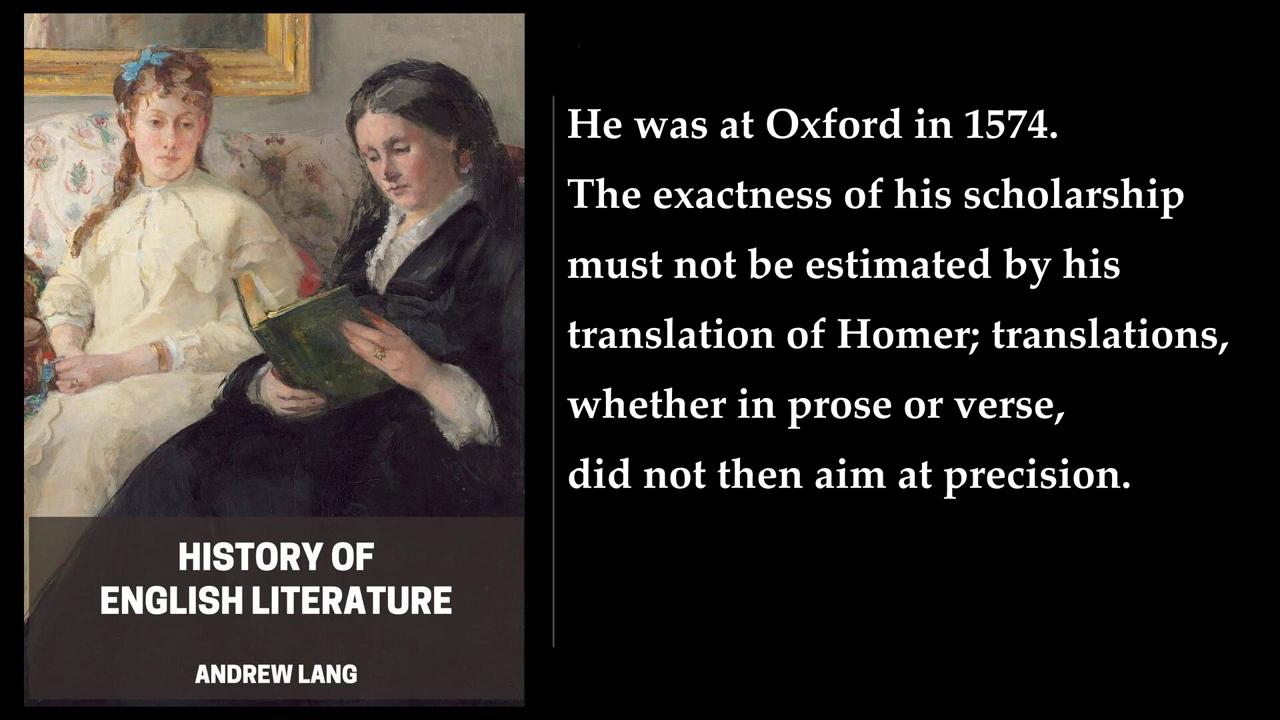 HISTORY OF
ENGLISH LITERATURE
ANDREW LANG
He was at Oxford in 1574.
The exactness of his scholarship
must not be estimated by his
translation of Homer; translations,
whether in prose or verse,
did not then aim at precision.